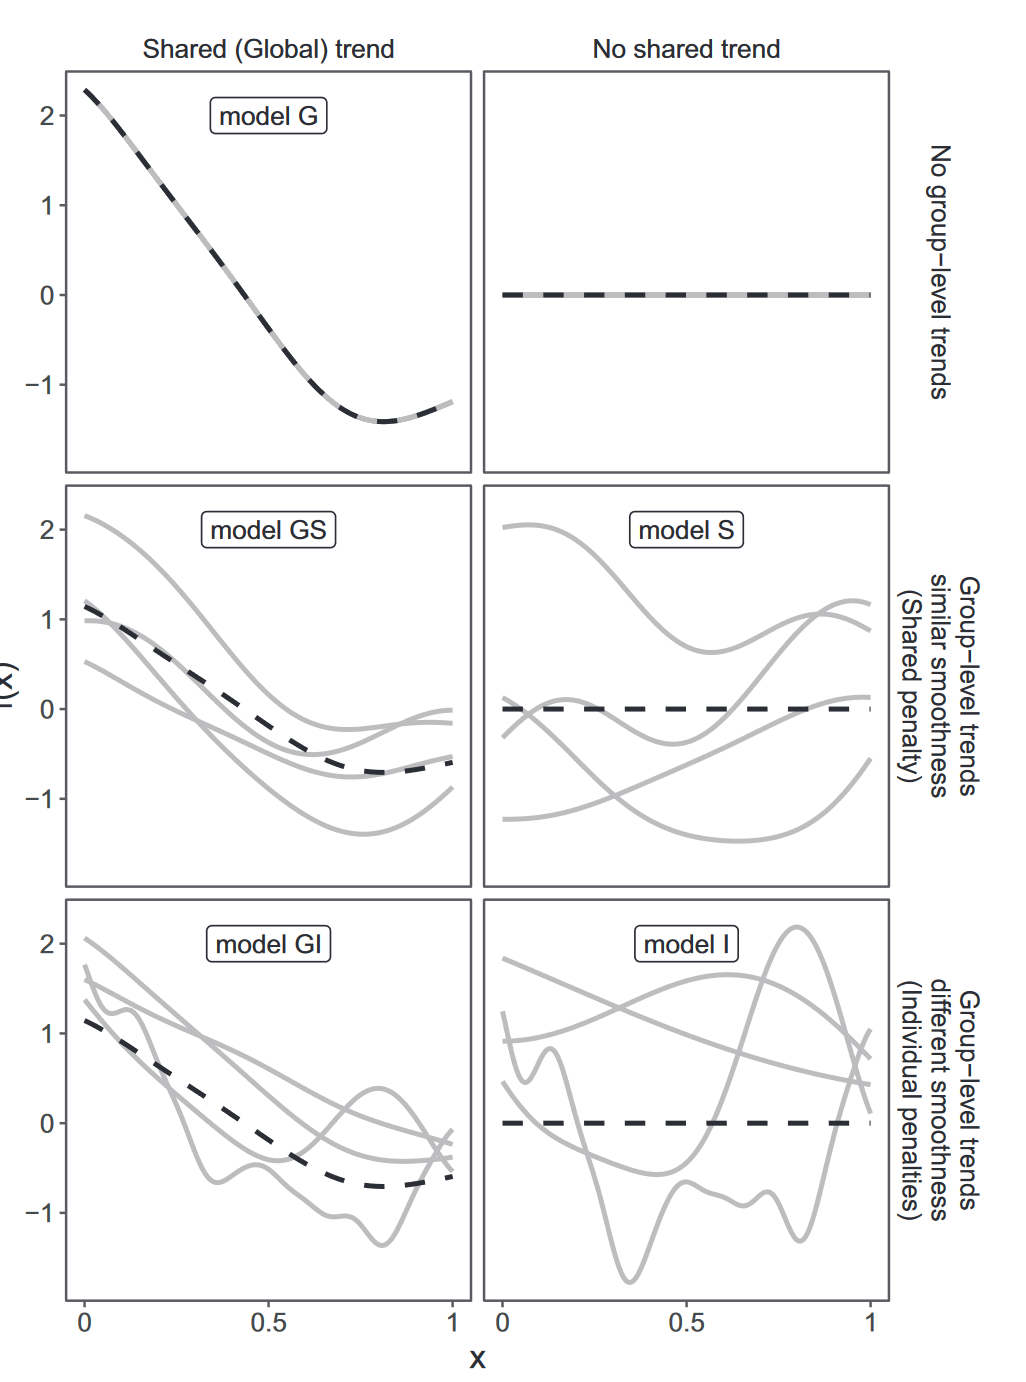 Shared (Global) trend
No shared trend
model G
2
1
0
−1
No group−level trends
model GS
model S
2
1
0
−1
Group−level trends
similar smoothness
(Shared penalty)
model GI
model I
2
1
0
−1
Group−level trends
different smoothness
(Individual penalties)
0
0.5
1
0
0.5
1
x